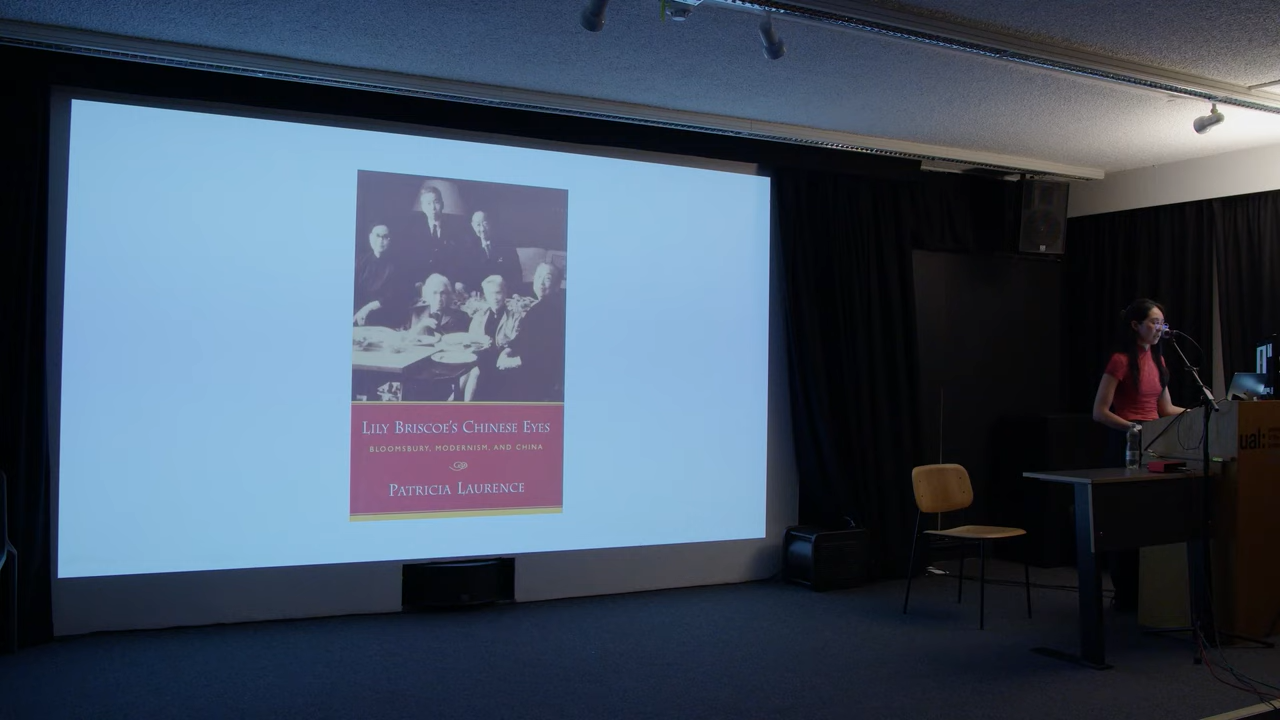 LILY BRISCOE'S CHINESE EYES
BLOOMSBURY, MODERNISM, AND CHINA
PATRICIA LAURENCE
ual: